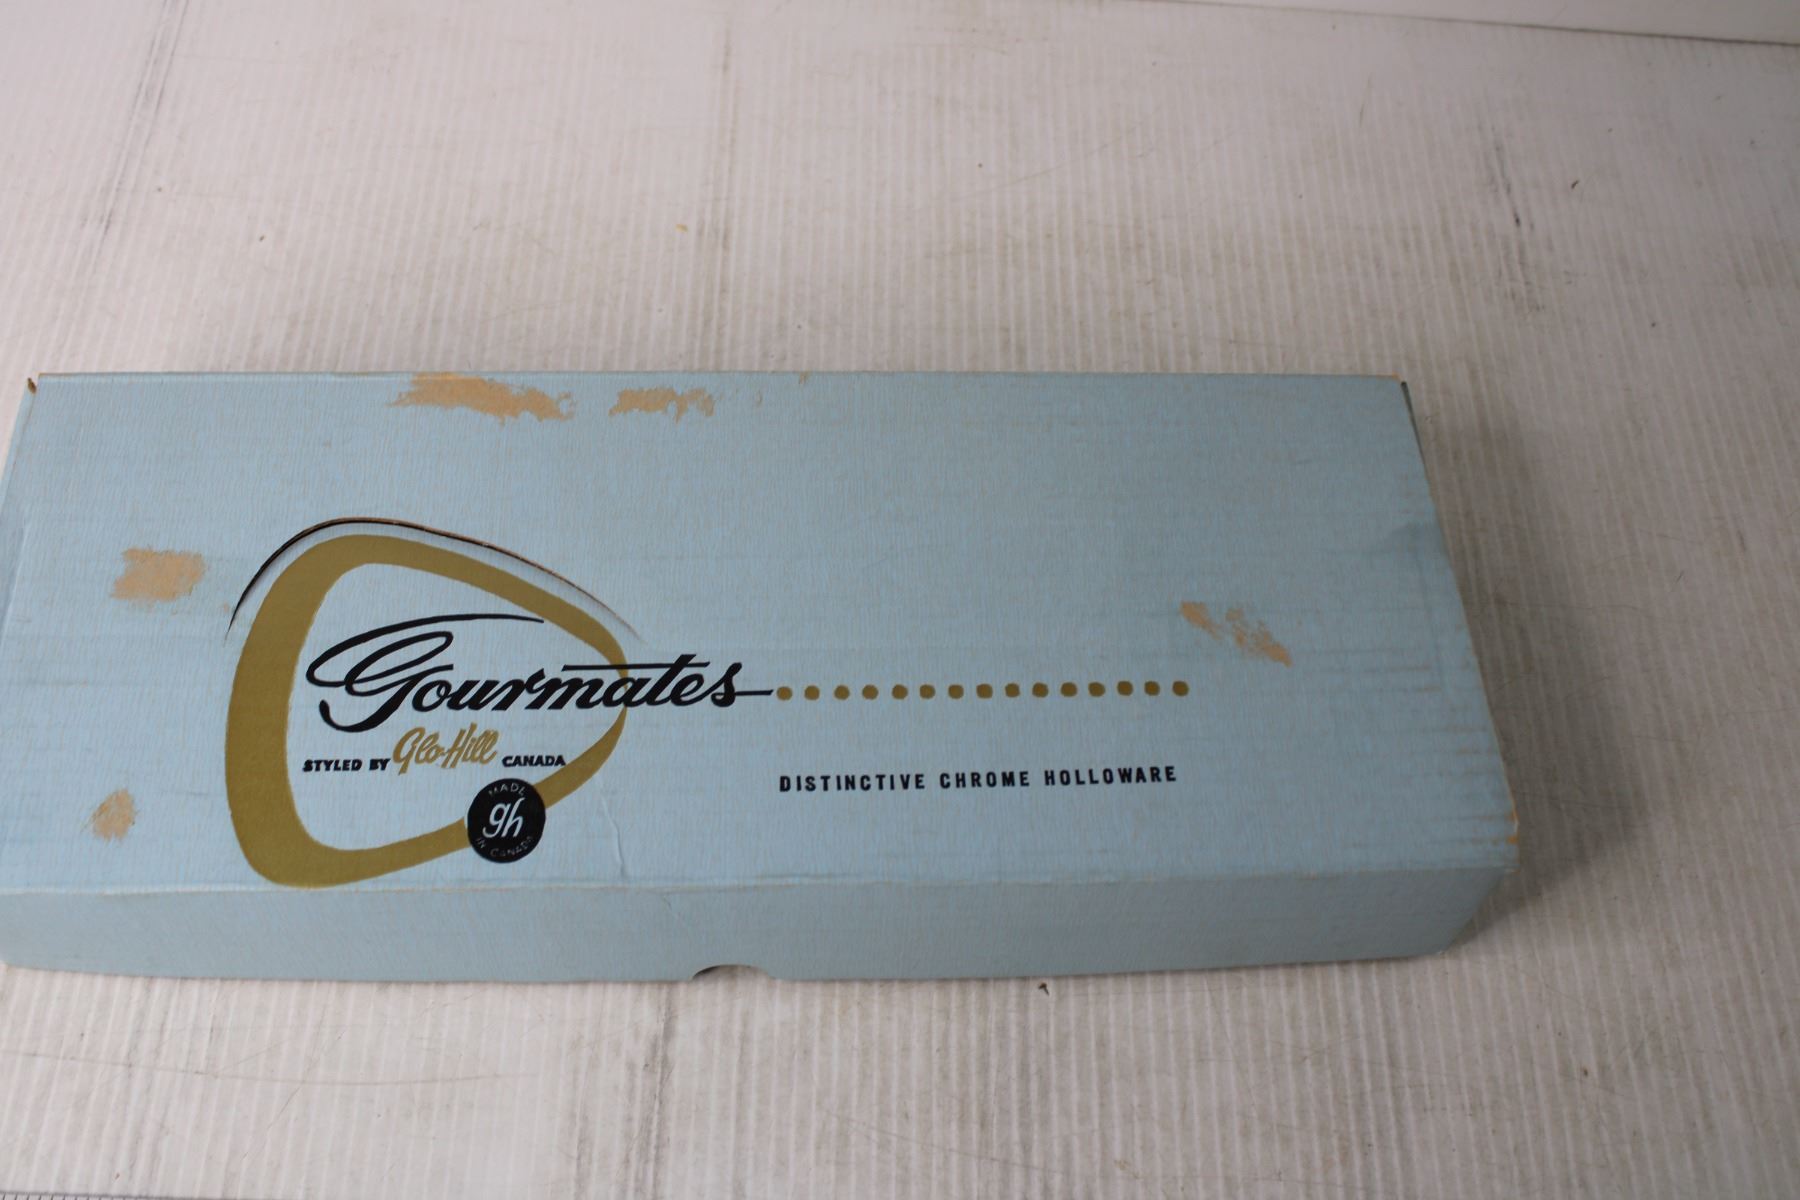 Gourmates
STYLED BY Glo-Hill CANADA
DISTINCTIVE CHROME HOLLOWARE
MADE
gh
IN CANADA